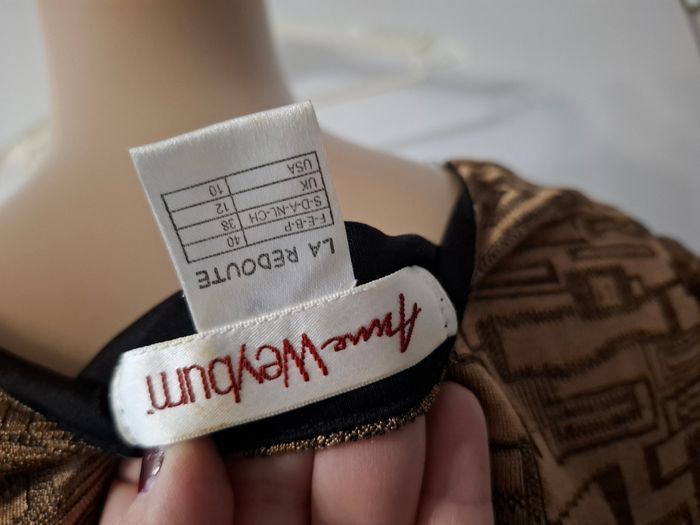 Anne Weyburn
LA REDOUTE
F-E-B-P 40
S-D-A-NL-CH 38
UK 12
USA 10